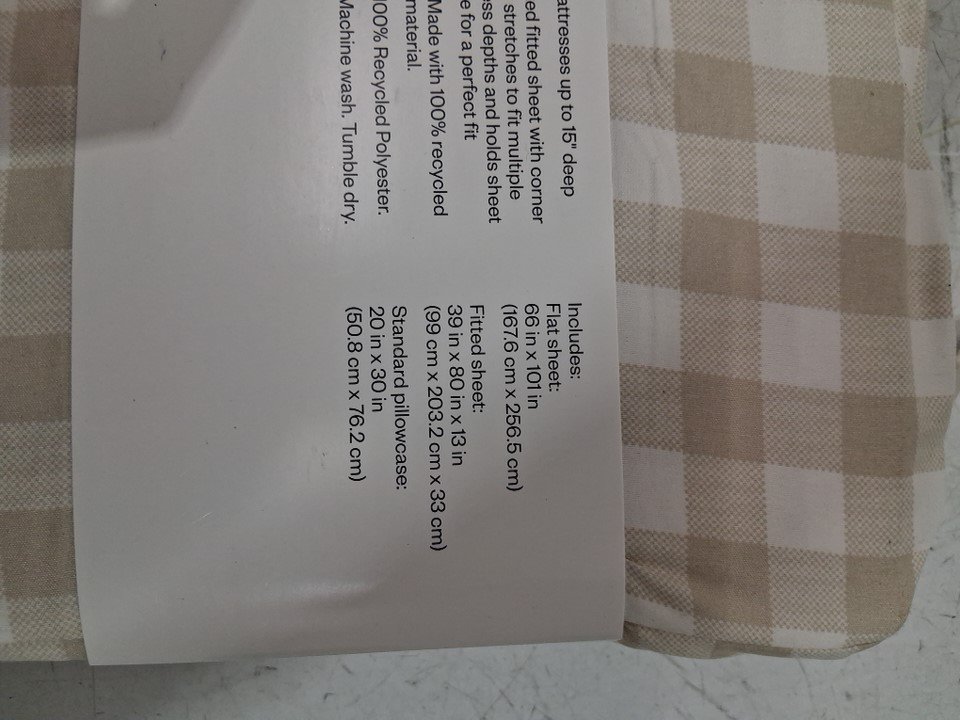 attresses up to 15" deep
ed fitted sheet with corner
stretches to fit multiple
ss depths and holds sheet
e for a perfect fit
Made with 100% recycled
material.
100% Recycled Polyester.
Machine wash. Tumble dry.
Includes:
Flat sheet:
66 in x 101 in
(167.6 cm x 256.5 cm)
Fitted sheet:
39 in x 80 in x 13 in
(99 cm x 203.2 cm x 33 cm)
Standard pillowcase:
20 in x 30 in
(50.8 cm x 76.2 cm)